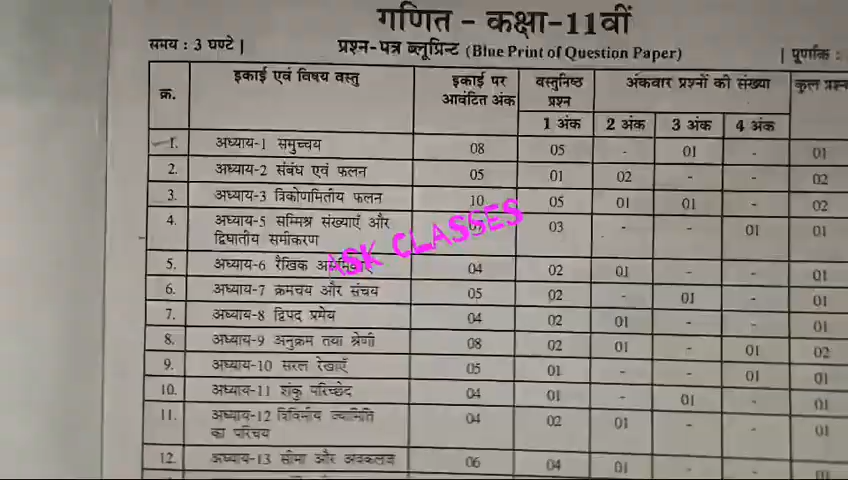 गणित - कक्षा-11वीं
समय : 3 घण्टे | प्रश्न-पत्र ब्लूप्रिन्ट (Blue Print of Question Paper) | पूर्णांक :
क्र. इकाई एवं विषय वस्तु इकाई पर आवंटित अंक वस्तुनिष्ठ प्रश्न अंकवार प्रश्नों की संख्या कुल प्रश्न
1 अंक 2 अंक 3 अंक 4 अंक
1. अध्याय-1 समुच्चय 08 05 - 01 - 01
2. अध्याय-2 संबंध एवं फलन 05 01 02 - - 02
3. अध्याय-3 त्रिकोणमितीय फलन 10 05 01 01 - 02
4. अध्याय-5 सम्मिश्र संख्याएँ और द्विघातीय समीकरण 03 - - 01 01
ASK CLASSES
5. अध्याय-6 रैखिक 04 02 01 - - 01
6. अध्याय-7 क्रमचय और संचय 05 02 - 01 - 01
7. अध्याय-8 द्विपद प्रमेय 04 02 01 - - 01
8. अध्याय-9 अनुक्रम तथा श्रेणी 08 02 01 - 01 02
9. अध्याय-10 सरल रेखाएँ 05 01 - - 01 01
10. अध्याय-11 शंकु परिच्छेद 04 01 - 01 - 01
11. अध्याय-12 त्रिविमीय ज्यामिति का परिचय 04 02 01 - - 01
12. अध्याय-13 सीमा और अवकलज 06 04 01 - - 01